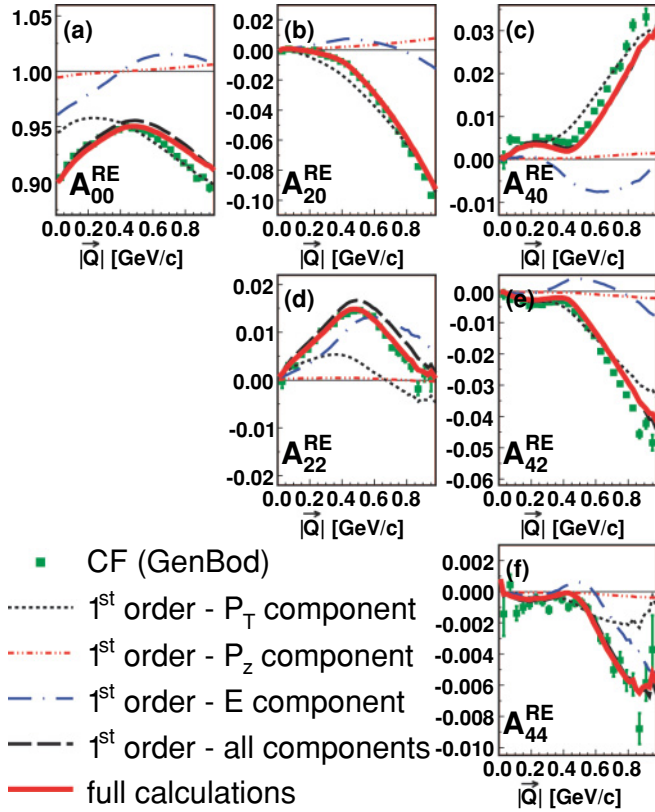 (a)
1.05
1.00
0.95
0.90
A₀₀ᴿᴱ
0.0 0.2 0.4 0.6 0.8
|Q⃗| [GeV/c]
(b)
0.02
0.00
-0.02
-0.04
-0.06
-0.08
-0.10
A₂₀ᴿᴱ
0.0 0.2 0.4 0.6 0.8
|Q⃗| [GeV/c]
(c)
0.03
0.02
0.01
0.00
-0.01
A₄₀ᴿᴱ
0.0 0.2 0.4 0.6 0.8
|Q⃗| [GeV/c]
(d)
0.02
0.01
0.00
-0.01
-0.02
A₂₂ᴿᴱ
0.0 0.2 0.4 0.6 0.8
|Q⃗| [GeV/c]
(e)
0.00
-0.01
-0.02
-0.03
-0.04
-0.05
-0.06
A₄₂ᴿᴱ
0.0 0.2 0.4 0.6 0.8
|Q⃗| [GeV/c]
(f)
0.002
0.000
-0.002
-0.004
-0.006
-0.008
-0.010
A₄₄ᴿᴱ
0.0 0.2 0.4 0.6 0.8
|Q⃗| [GeV/c]
CF (GenBod)
1ˢᵗ order - P_T component
1ˢᵗ order - P_z component
1ˢᵗ order - E component
1ˢᵗ order - all components
full calculations